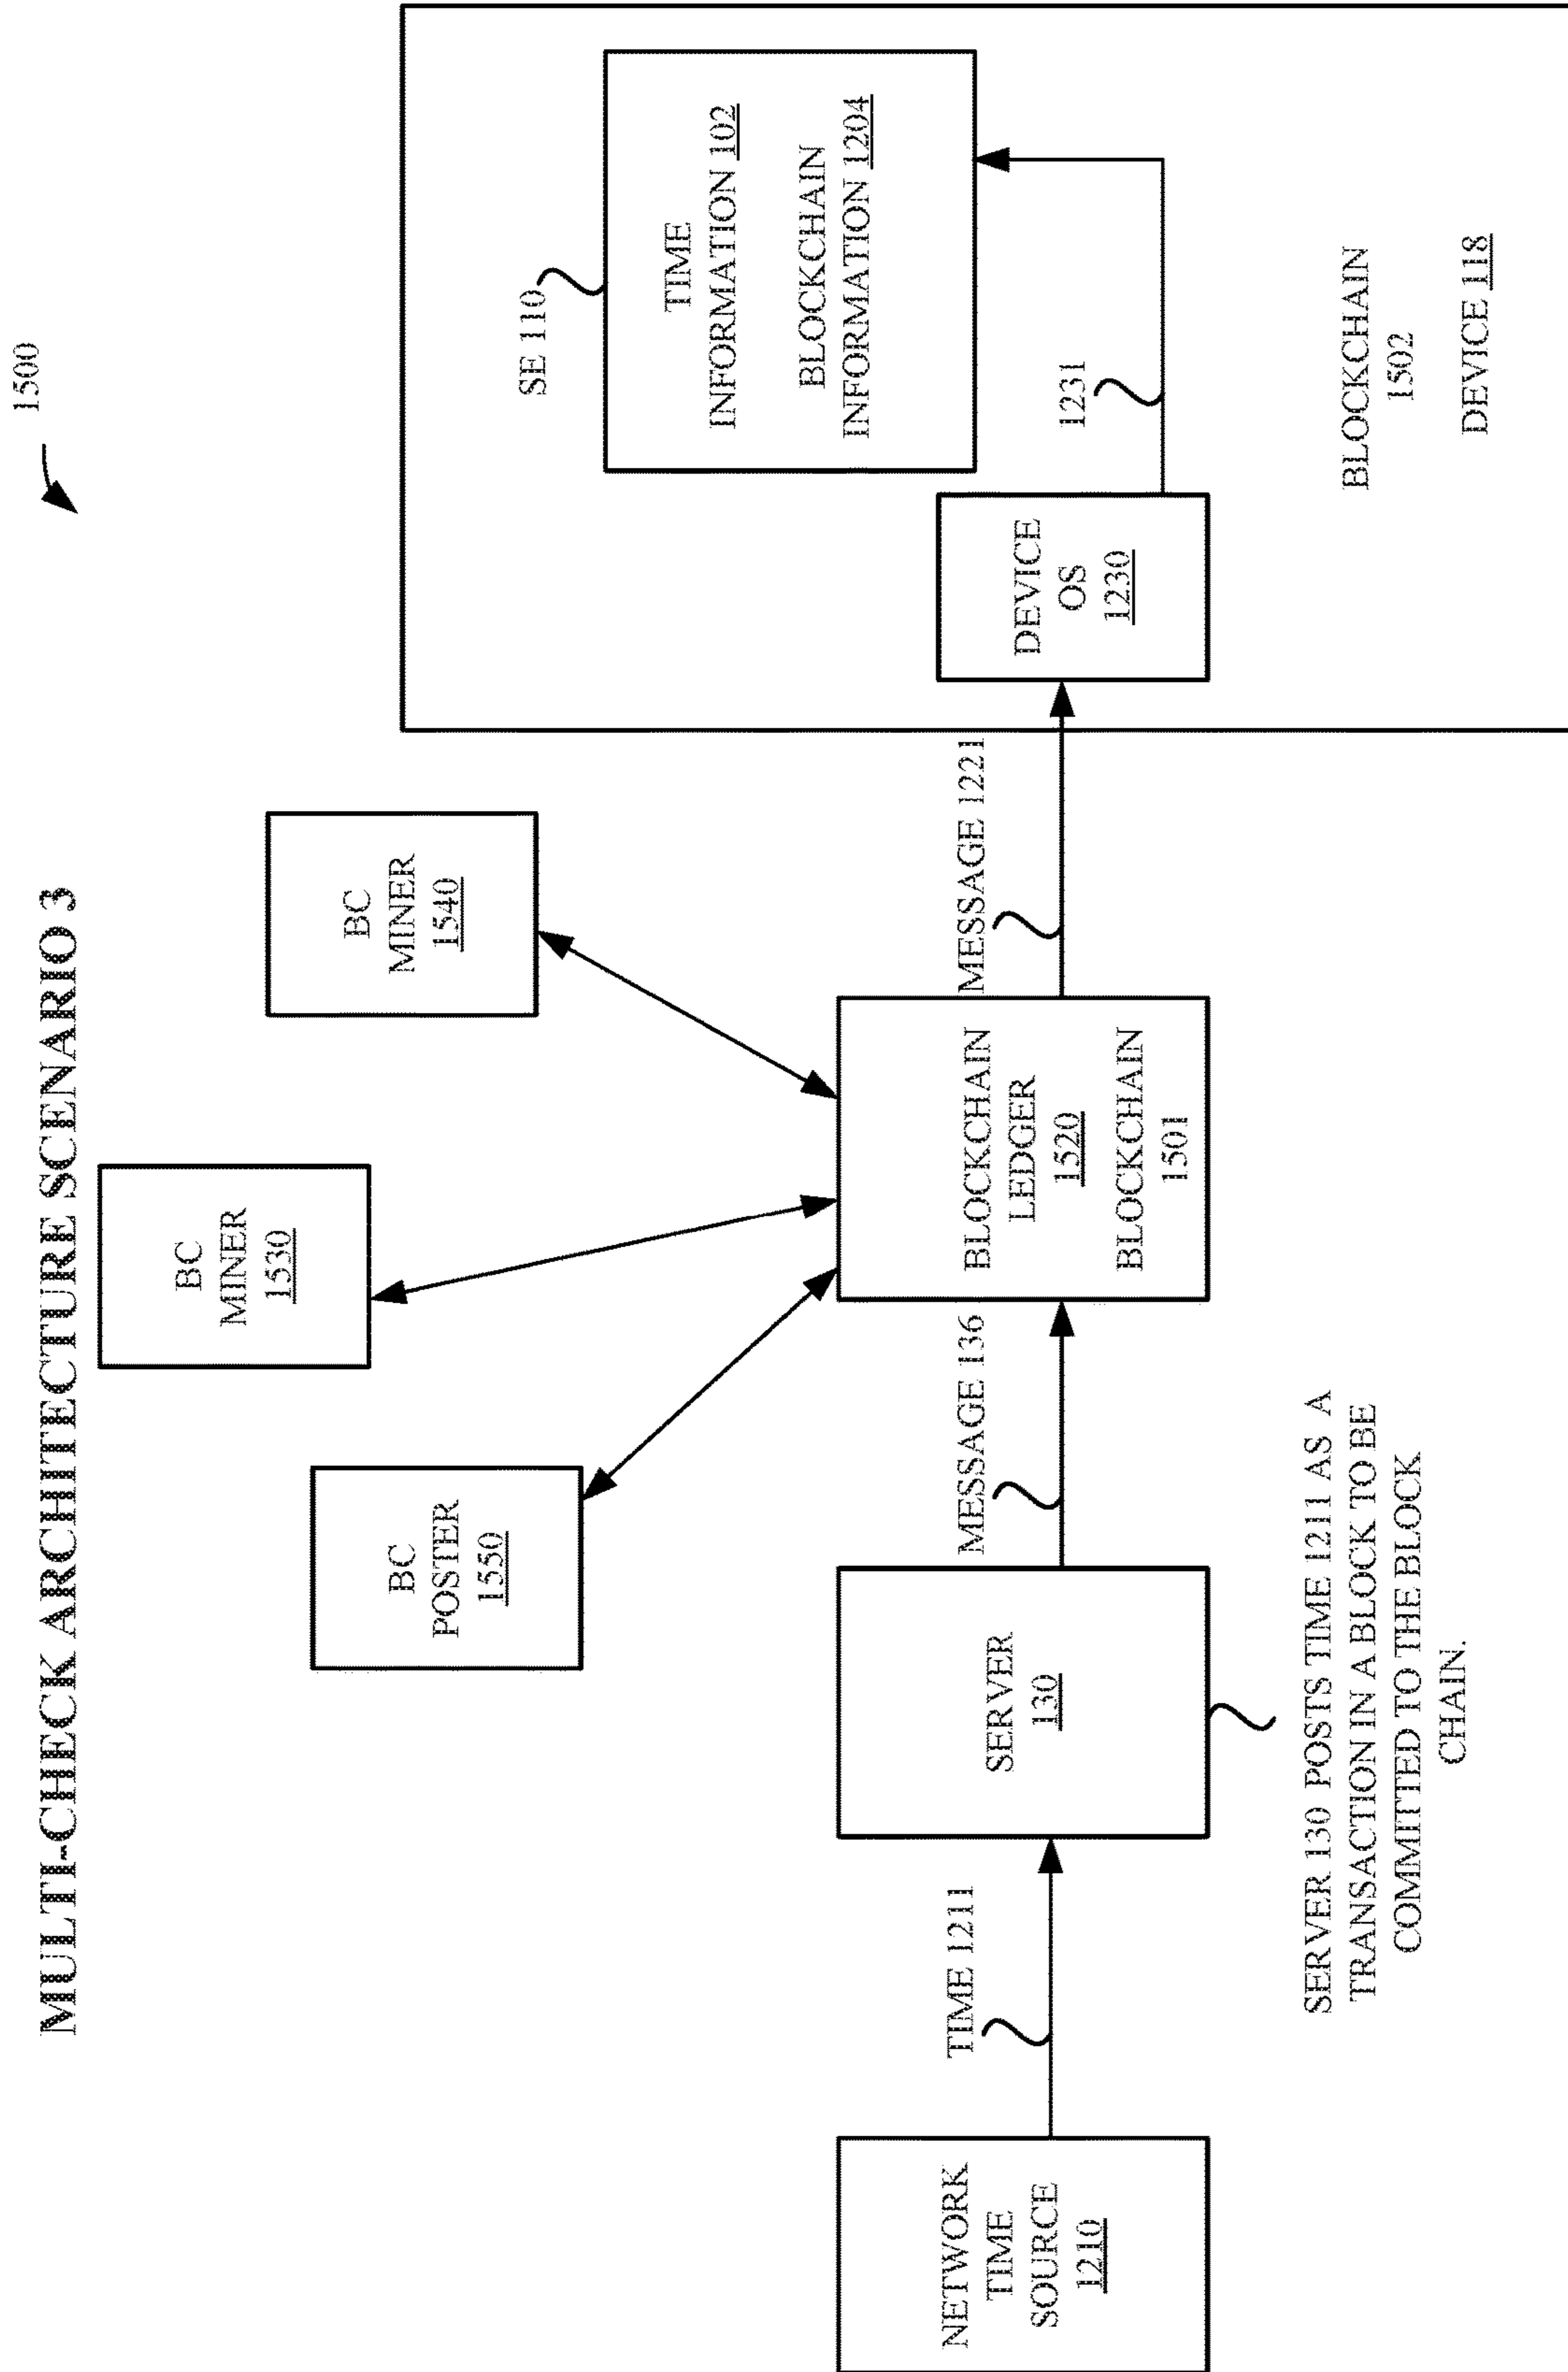 MULTI-CHECK ARCHITECTURE SCENARIO 3
1500
BC
MINER
1530
BC
MINER
1540
BC
POSTER
1550
SE 110
TIME
INFORMATION 102
BLOCKCHAIN
INFORMATION 1204
NETWORK
TIME
SOURCE
1210
TIME 1211
SERVER
130
MESSAGE 136
BLOCKCHAIN
LEDGER
1520
BLOCKCHAIN
1501
MESSAGE 1221
DEVICE
OS
1230
1231
BLOCKCHAIN
1502
DEVICE 118
SERVER 130 POSTS TIME 1211 AS A
TRANSACTION IN A BLOCK TO BE
COMMITTED TO THE BLOCK
CHAIN.